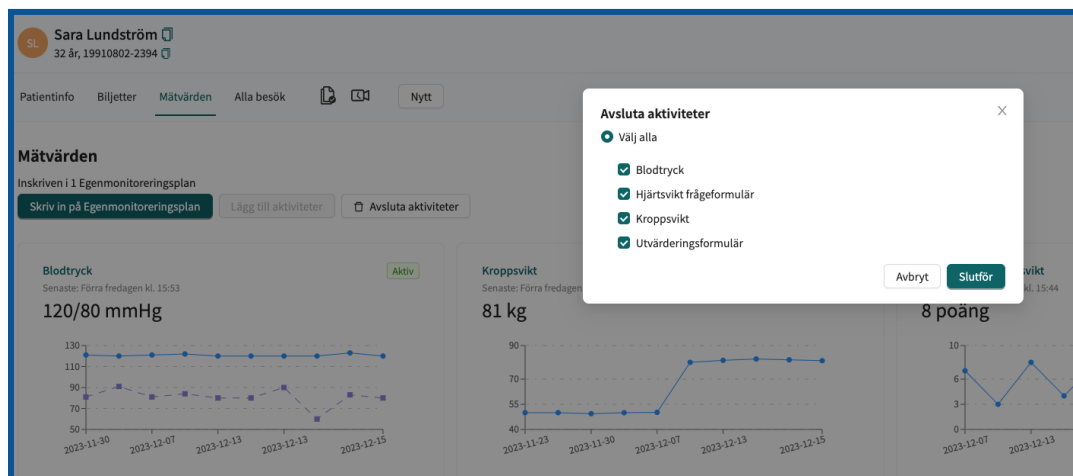 SL
Sara Lundström
32 år, 19910802-2394
Patientinfo Biljetter Mätvärden Alla besök Nytt
Mätvärden
Inskriven i 1 Egenmonitoreringsplan
Skriv in på Egenmonitoreringsplan Lägg till aktiviteter Avsluta aktiviteter
Avsluta aktiviteter
Välj alla
Blodtryck
Hjärtsvikt frågeformulär
Kroppsvikt
Utvärderingsformulär
Avbryt Slutför
Blodtryck Aktiv
Senaste: Förra fredagen kl. 15:53
120/80 mmHg
130
110
90
70
50
2023-11-30 2023-12-07 2023-12-13 2023-12-13 2023-12-15
Kroppsvikt
Senaste: Förra fredagen
81 kg
90
70
55
40
2023-11-23 2023-11-30 2023-12-07 2023-12-13 2023-12-15
svikt
kl. 15:44
8 poäng
10
6
3
0
2023-12-07 2023-12-13